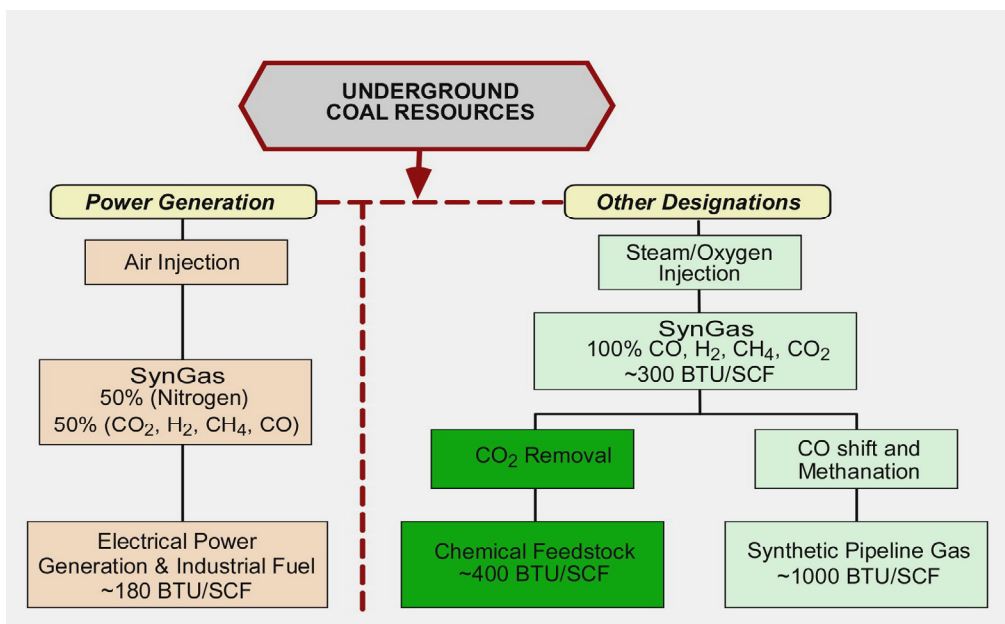 UNDERGROUND
COAL RESOURCES
Power Generation
Other Designations
Air Injection
Steam/Oxygen
Injection
SynGas
50% (Nitrogen)
50% (CO₂, H₂, CH₄, CO)
SynGas
100% CO, H₂, CH₄, CO₂
~300 BTU/SCF
CO₂ Removal
CO shift and
Methanation
Electrical Power
Generation & Industrial Fuel
~180 BTU/SCF
Chemical Feedstock
~400 BTU/SCF
Synthetic Pipeline Gas
~1000 BTU/SCF